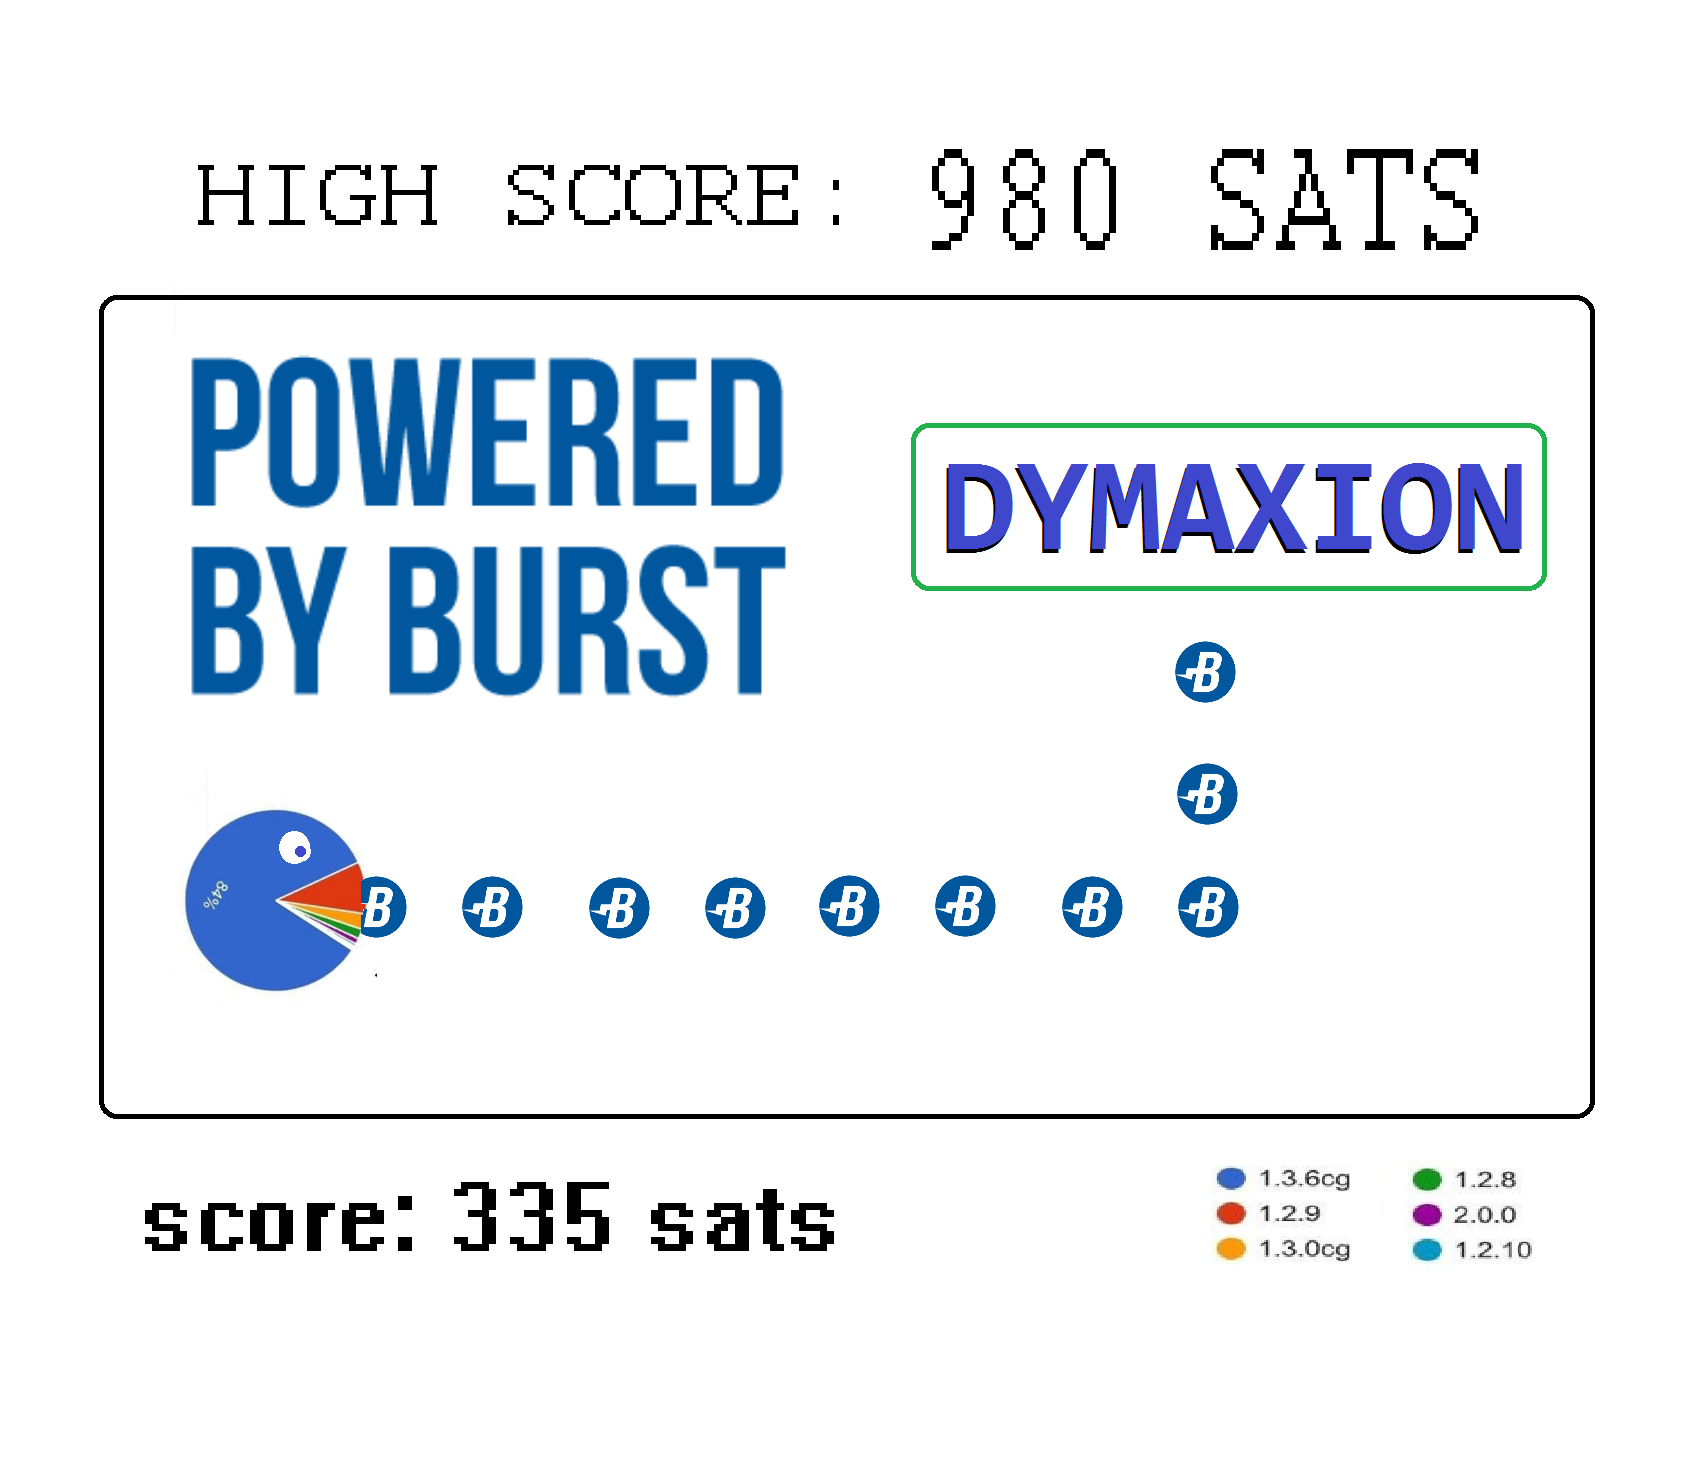 HIGH SCORE: 980 SATS
POWERED
BY BURST
DYMAXION
B
B
84%
B B B B B B B B
score: 335 sats
1.3.6cg 1.2.8
1.2.9 2.0.0
1.3.0cg 1.2.10